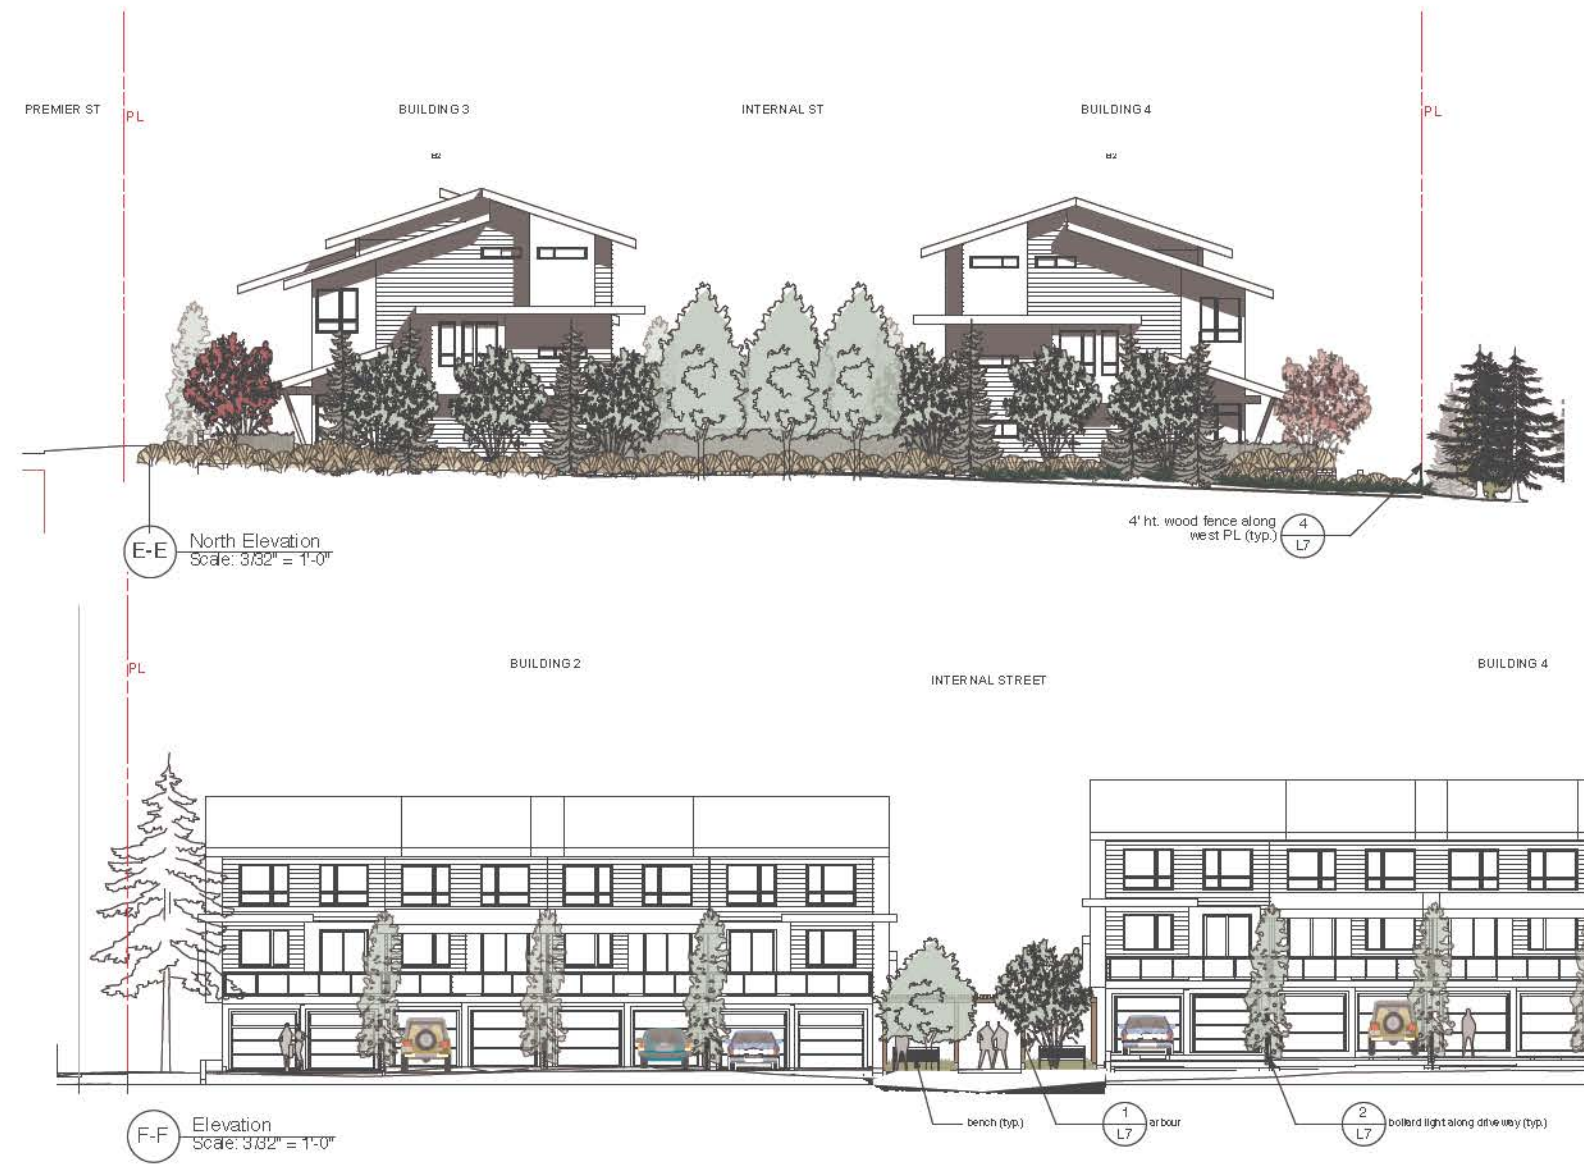 PREMIER ST
PL
BUILDING 3
INTERNAL ST
BUILDING 4
PL
B2
B2
4' ht. wood fence along
west PL (typ.)
4
L7
E-E
North Elevation
Scale: 3/32" = 1'-0"
PL
BUILDING 2
INTERNAL STREET
BUILDING 4
F-F
Elevation
Scale: 3/32" = 1'-0"
bench (typ.)
1
L7
arbour
2
L7
bollard light along driveway (typ.)